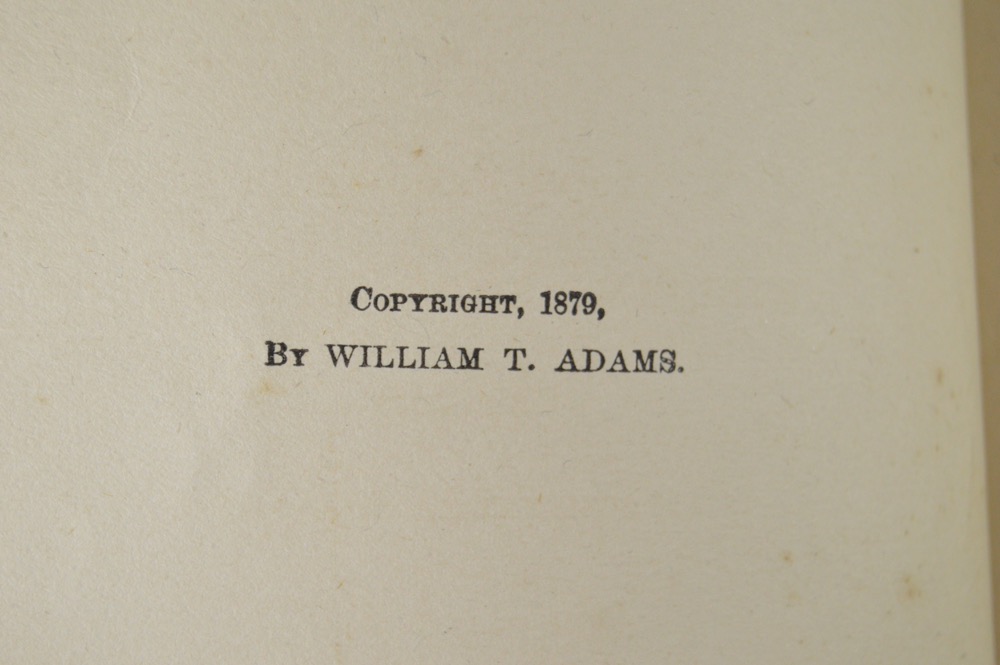 Copyright, 1879,
By WILLIAM T. ADAMS.